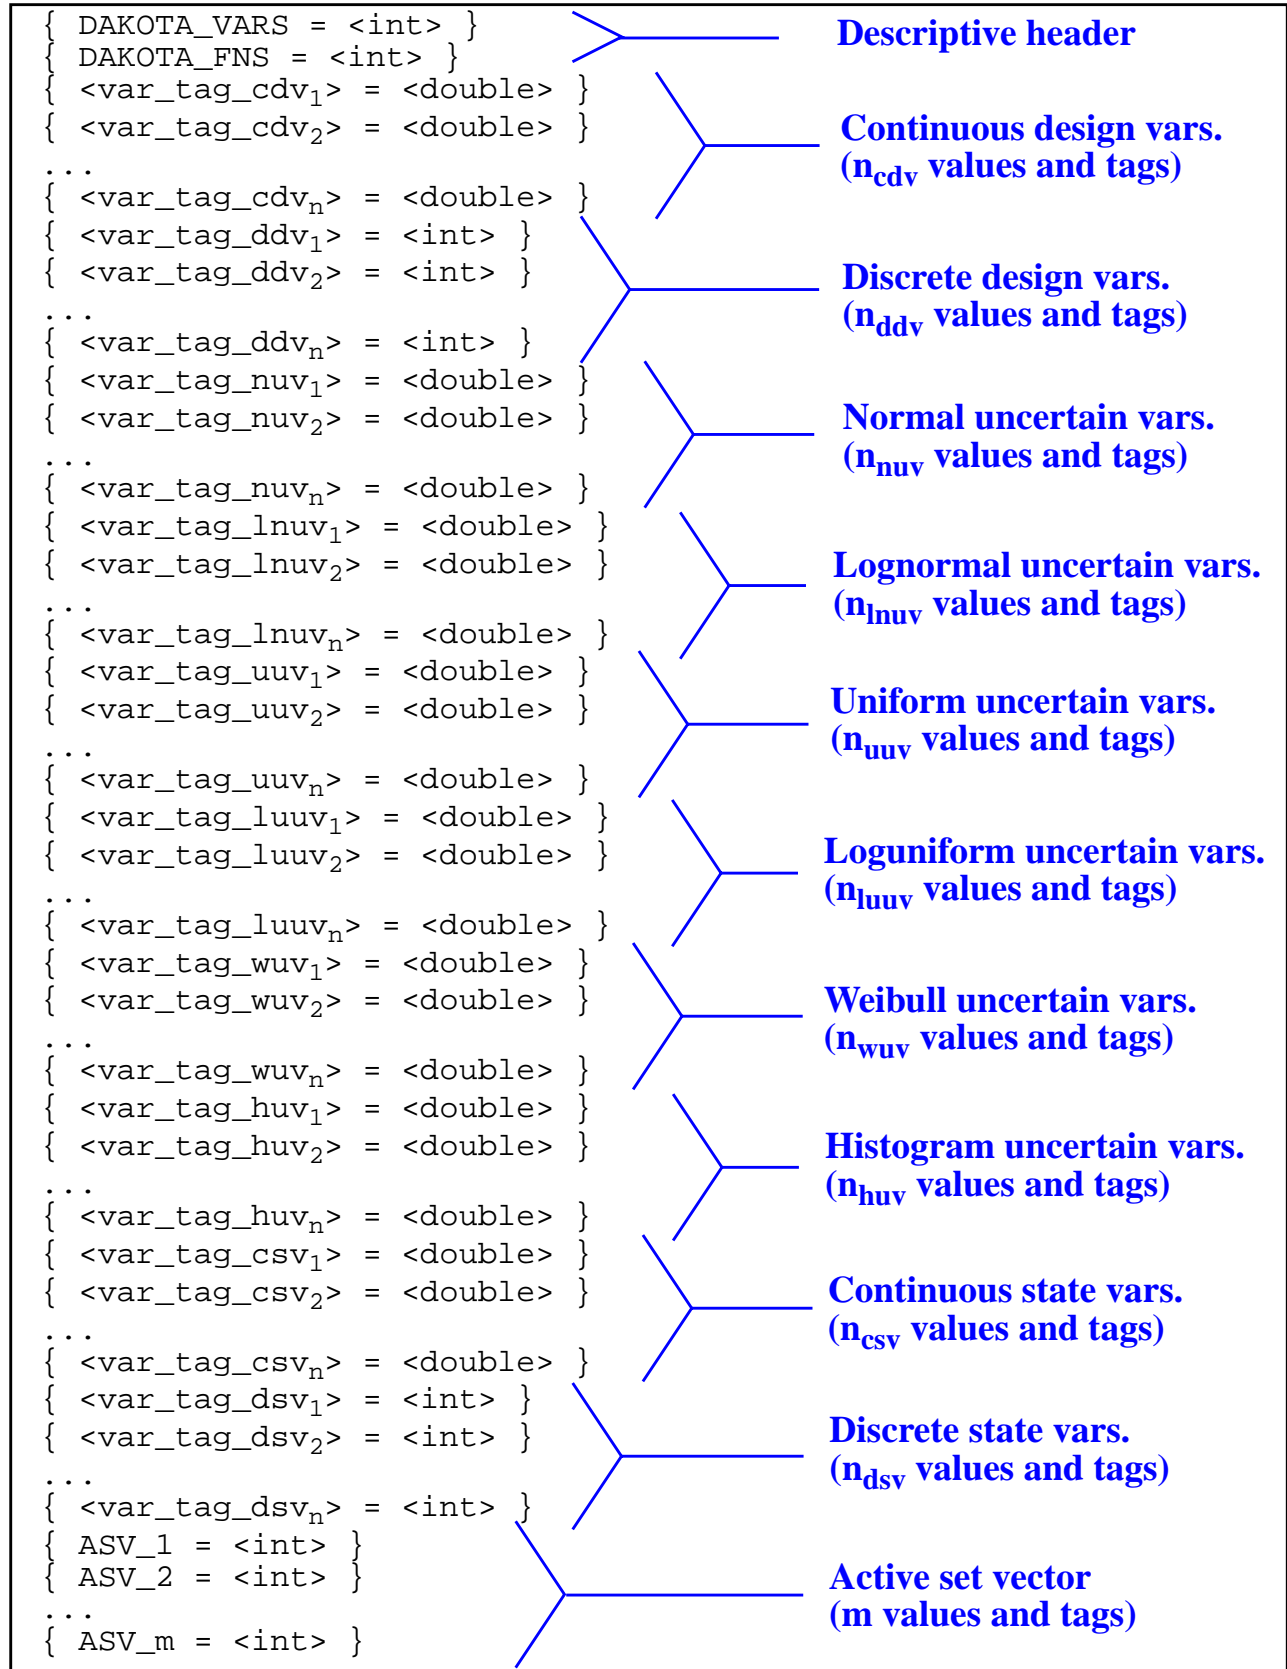 { DAKOTA_VARS = <int> }
{ DAKOTA_FNS = <int> }
Descriptive header
{ <var_tag_cdv1> = <double> }
{ <var_tag_cdv2> = <double> }
...
{ <var_tag_cdvn> = <double> }
Continuous design vars.
(ncdv values and tags)
{ <var_tag_ddv1> = <int> }
{ <var_tag_ddv2> = <int> }
...
{ <var_tag_ddvn> = <int> }
Discrete design vars.
(nddv values and tags)
{ <var_tag_nuv1> = <double> }
{ <var_tag_nuv2> = <double> }
...
{ <var_tag_nuvn> = <double> }
Normal uncertain vars.
(nnuv values and tags)
{ <var_tag_lnuv1> = <double> }
{ <var_tag_lnuv2> = <double> }
...
{ <var_tag_lnuvn> = <double> }
Lognormal uncertain vars.
(nlnuv values and tags)
{ <var_tag_uuv1> = <double> }
{ <var_tag_uuv2> = <double> }
...
{ <var_tag_uuvn> = <double> }
Uniform uncertain vars.
(nuuv values and tags)
{ <var_tag_luuv1> = <double> }
{ <var_tag_luuv2> = <double> }
...
{ <var_tag_luuvn> = <double> }
Loguniform uncertain vars.
(nluuv values and tags)
{ <var_tag_wuv1> = <double> }
{ <var_tag_wuv2> = <double> }
...
{ <var_tag_wuvn> = <double> }
Weibull uncertain vars.
(nwuv values and tags)
{ <var_tag_huv1> = <double> }
{ <var_tag_huv2> = <double> }
...
{ <var_tag_huvn> = <double> }
Histogram uncertain vars.
(nhuv values and tags)
{ <var_tag_csv1> = <double> }
{ <var_tag_csv2> = <double> }
...
{ <var_tag_csvn> = <double> }
Continuous state vars.
(ncsv values and tags)
{ <var_tag_dsv1> = <int> }
{ <var_tag_dsv2> = <int> }
...
{ <var_tag_dsvn> = <int> }
Discrete state vars.
(ndsv values and tags)
{ ASV_1 = <int> }
{ ASV_2 = <int> }
...
{ ASV_m = <int> }
Active set vector
(m values and tags)